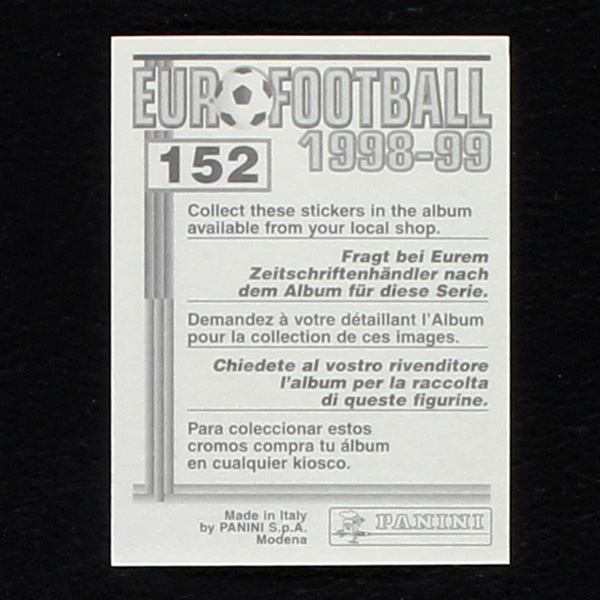 EUROFOOTBALL
1998-99
152
Collect these stickers in the album
available from your local shop.
Fragt bei Eurem
Zeitschriftenhändler nach
dem Album für diese Serie.
Demandez à votre détaillant l'Album
pour la collection de ces images.
Chiedete al vostro rivenditore
l'album per la raccolta
di queste figurine.
Para coleccionar estos
cromos compra tu álbum
en cualquier kiosco.
Made in Italy
by PANINI S.p.A.
Modena
PANINI